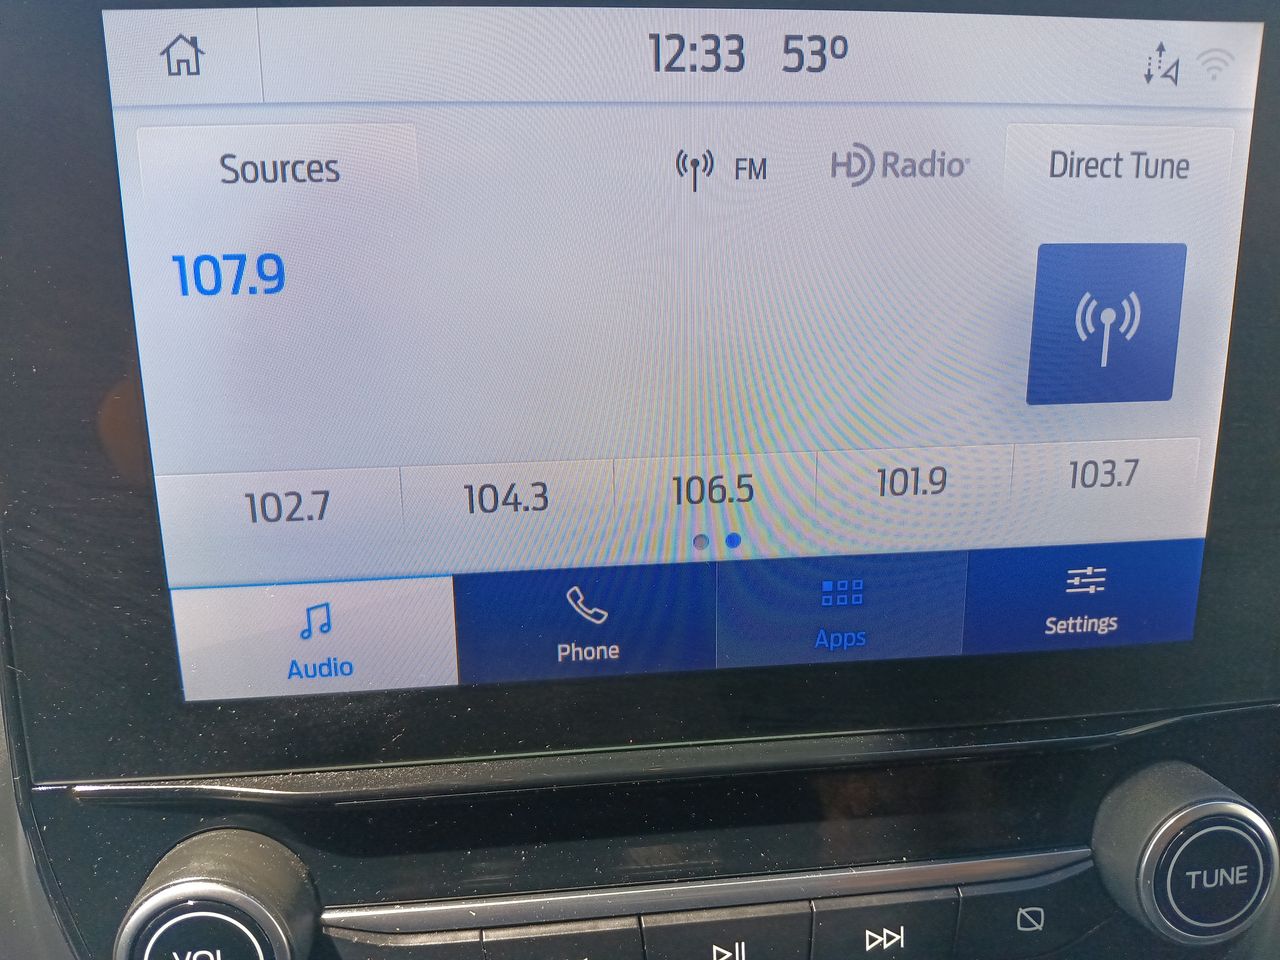 12:33 53°
Sources FM HD Radio Direct Tune
107.9
102.7 104.3 106.5 101.9 103.7
Audio Phone Apps Settings
VOL TUNE